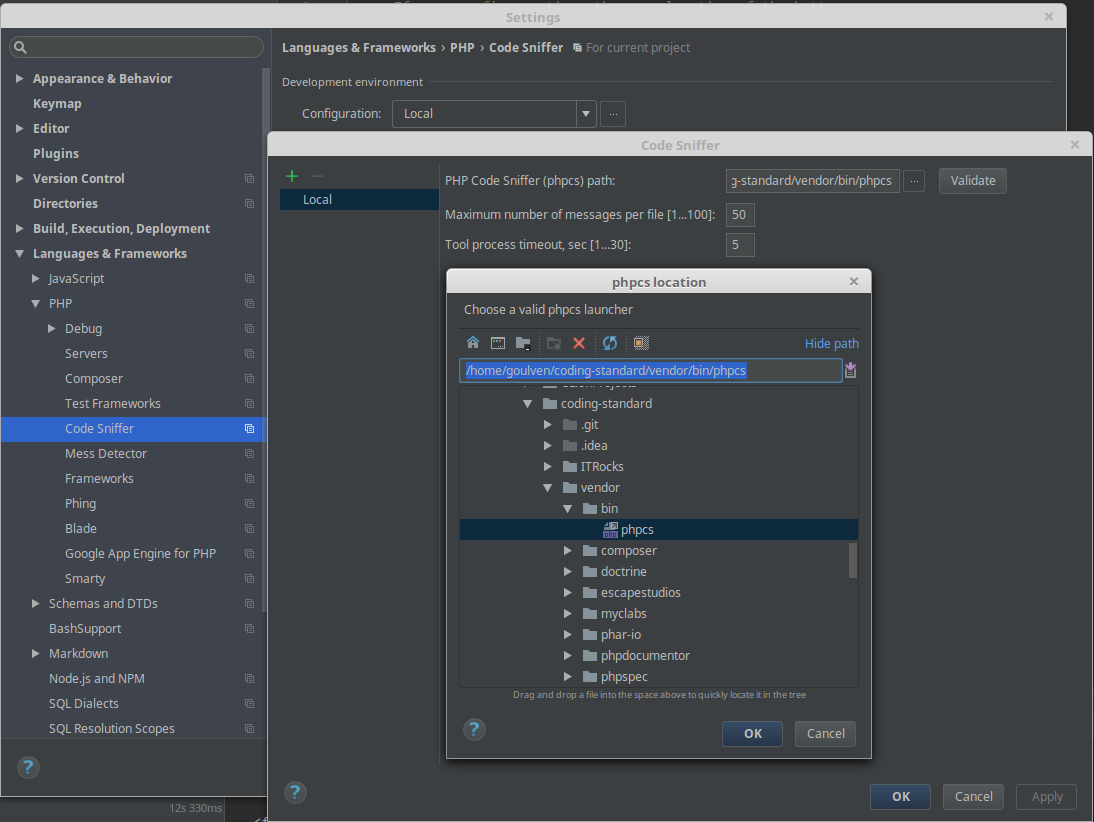 Settings
Languages & Frameworks › PHP › Code Sniffer For current project
Development environment
Configuration: Local ...
Appearance & Behavior
Keymap
Editor
Plugins
Version Control
Directories
Build, Execution, Deployment
Languages & Frameworks
JavaScript
PHP
Debug
Servers
Composer
Test Frameworks
Code Sniffer
Mess Detector
Frameworks
Phing
Blade
Google App Engine for PHP
Smarty
Schemas and DTDs
BashSupport
Markdown
Node.js and NPM
SQL Dialects
SQL Resolution Scopes
?
12s 330ms
Code Sniffer
Local
PHP Code Sniffer (phpcs) path: g-standard/vendor/bin/phpcs ... Validate
Maximum number of messages per file [1...100]: 50
Tool process timeout, sec [1...30]: 5
phpcs location
Choose a valid phpcs launcher
Hide path
/home/goulven/coding-standard/vendor/bin/phpcs
coding-standard
.git
.idea
ITRocks
vendor
bin
phpcs
composer
doctrine
escapestudios
myclabs
phar-io
phpdocumentor
phpspec
Drag and drop a file into the space above to quickly locate it in the tree
? OK Cancel
? OK Cancel Apply